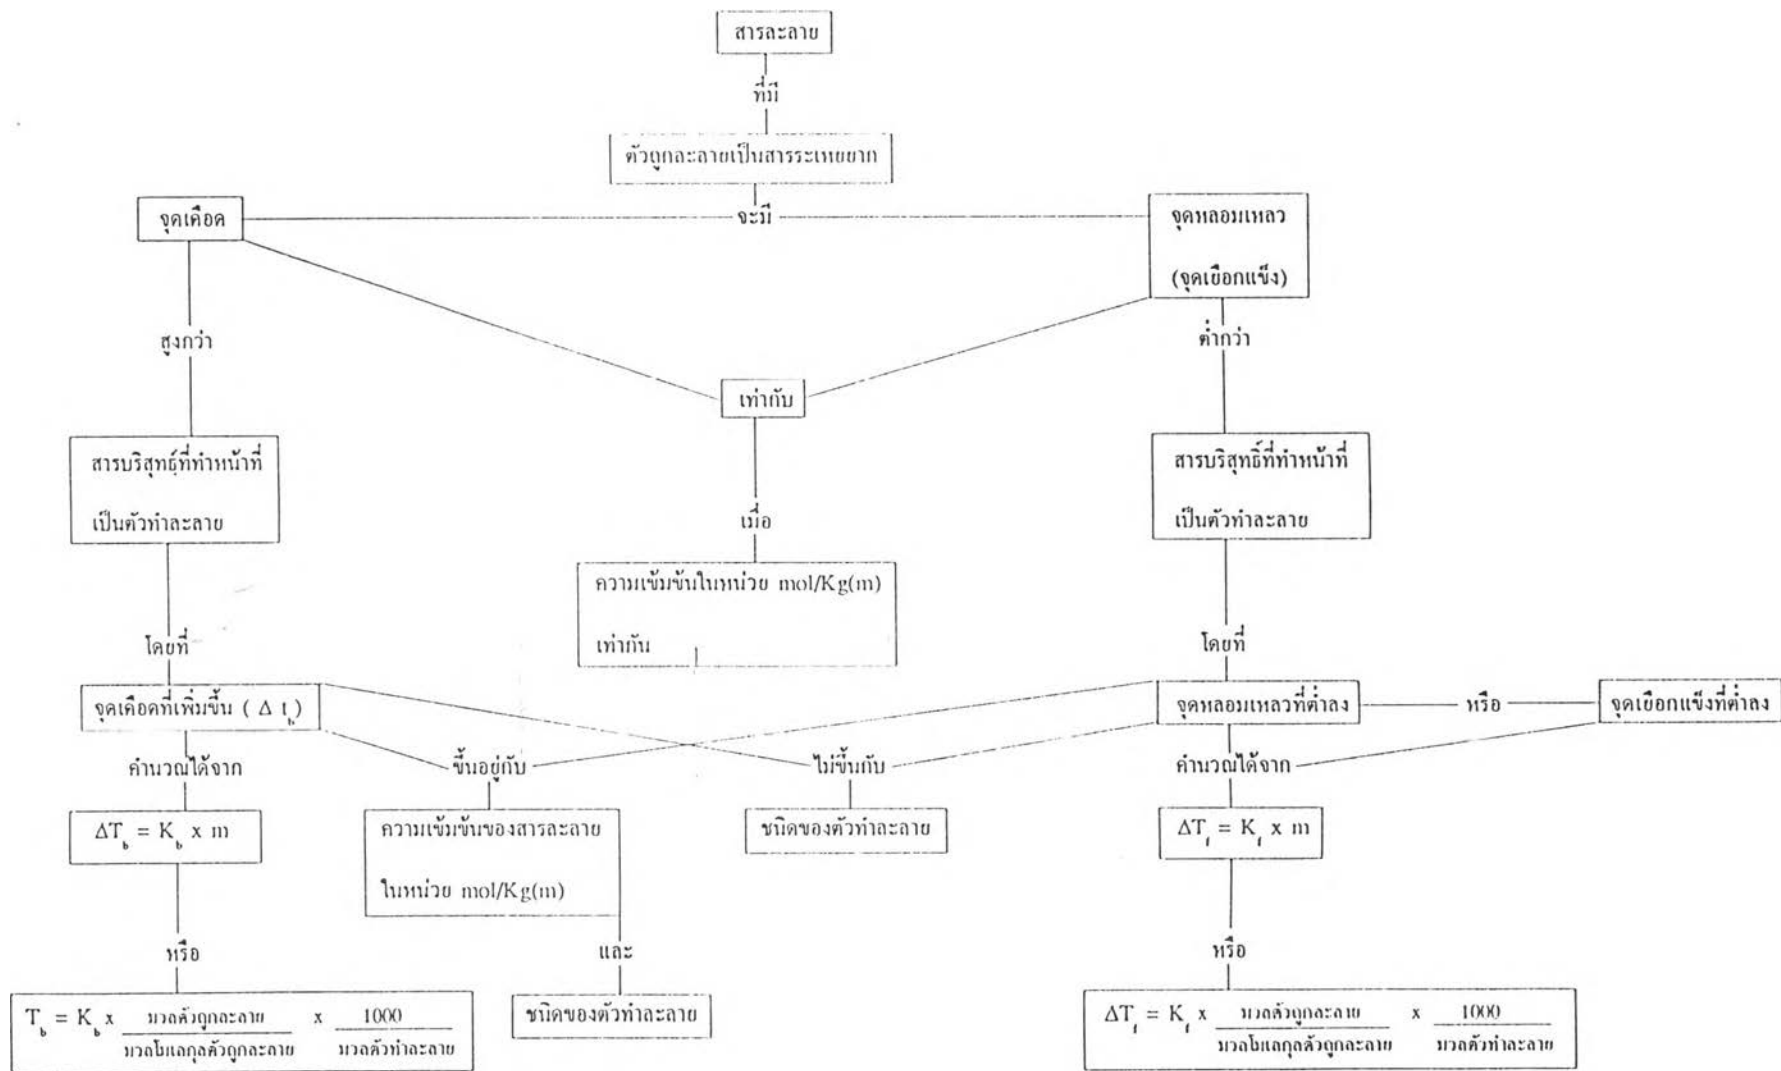 สารละลาย
ที่มี
ตัวถูกละลายเป็นสารระเหยยาก
จุดเดือด
จะมี
จุดหลอมเหลว
(จุดเยือกแข็ง)
สูงกว่า
ต่ำกว่า
เท่ากับ
สารบริสุทธุ์ที่ทำหน้าที่
เป็นตัวทำละลาย
สารบริสุทธิ์ที่ทำหน้าที่
เป็นตัวทำละลาย
เมื่อ
ความเข้มข้นในหน่วย mol/Kg(m)
เท่ากัน
โดยที่
โดยที่
จุดเดือดที่เพิ่มขึ้น ( Δ t_b)
จุดหลอมเหลวที่ต่ำลง
หรือ
จุดเยือกแข็งที่ต่ำลง
คำนวณได้จาก
ขึ้นอยู่กับ
ไม่ขึ้นกับ
คำนวณได้จาก
ΔT_b = K_b x m
ความเข้มข้นของสารละลาย
ในหน่วย mol/Kg(m)
ชนิดของตัวทำละลาย
ΔT_f = K_f x m
หรือ
และ
หรือ
T_b = K_b x มวลตัวถูกละลาย x 1000
มวลโมเลกุลตัวถูกละลาย มวลตัวทำละลาย
ชนิดของตัวทำละลาย
ΔT_f = K_f x มวลตัวถูกละลาย x 1000
มวลโมเลกุลตัวถูกละลาย มวลตัวทำละลาย